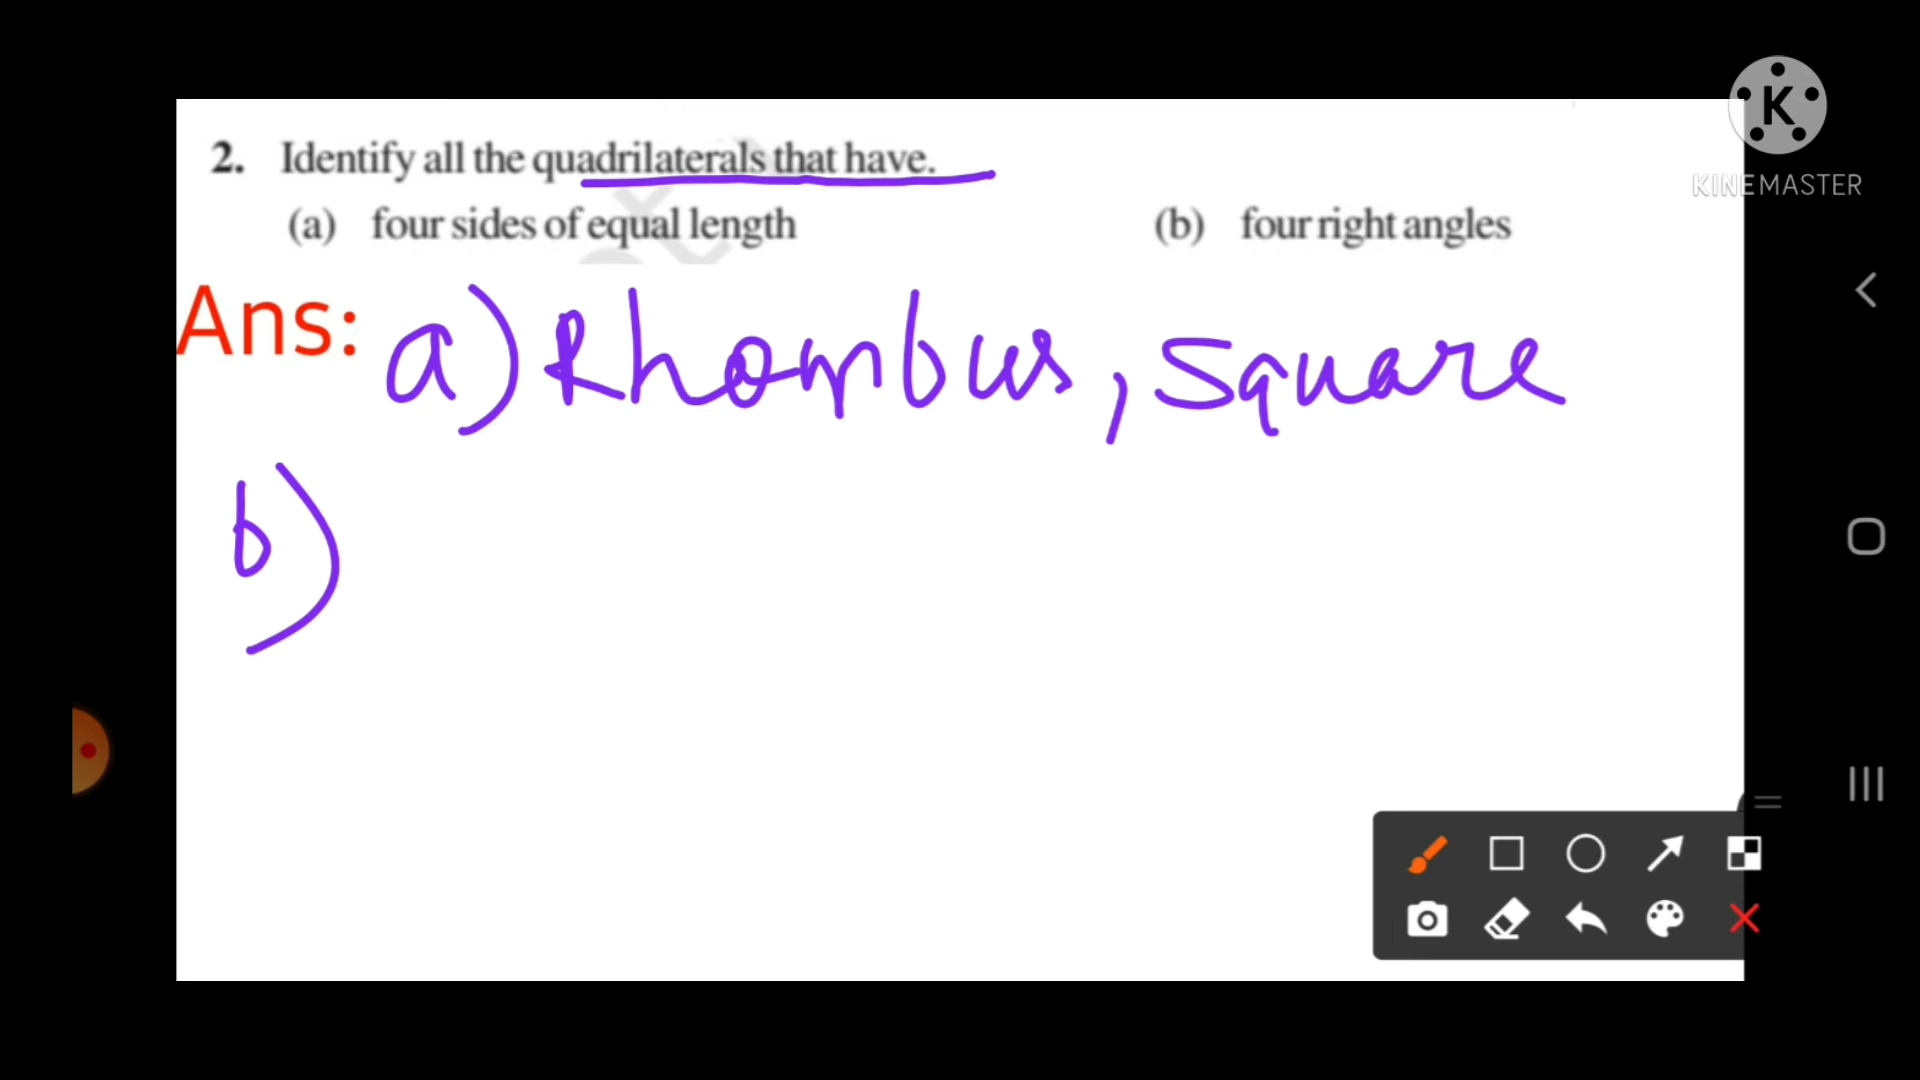 2. Identify all the quadrilaterals that have.
(a) four sides of equal length (b) four right angles
Ans: a) Rhombus, square
b)
K
KINEMASTER